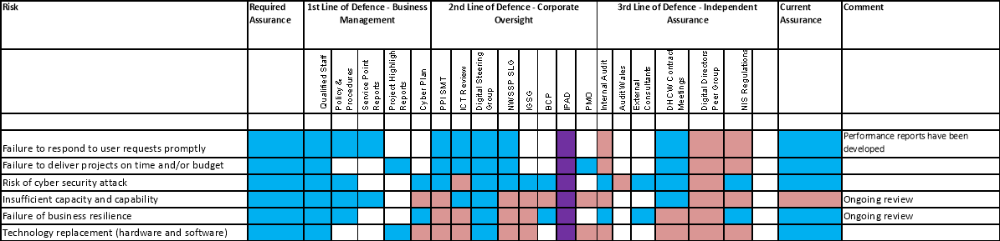 Risk
Required
Assurance
1st Line of Defence - Business
Management
2nd Line of Defence - Corporate
Oversight
3rd Line of Defence - Independent
Assurance
Current
Assurance
Comment
Qualified Staff
Policy &
Procedures
Service Point
Reports
Project Highligh
Reports
Cyber Plan
PPI SMT
ICT Review
Digital Steering
Group
NWSSP SLG
IGSG
BCP
IPAD
PMO
Internal Audit
Audit Wales
External
Consultants
DHCW Contract
Meetings
Digital Directors
Peer Group
NIS Regulations
Failure to respond to user requests promptly
Performance reports have been
developed
Failure to deliver projects on time and/or budget
Risk of cyber security attack
Insufficient capacity and capability
Ongoing review
Failure of business resilience
Ongoing review
Technology replacement (hardware and software)